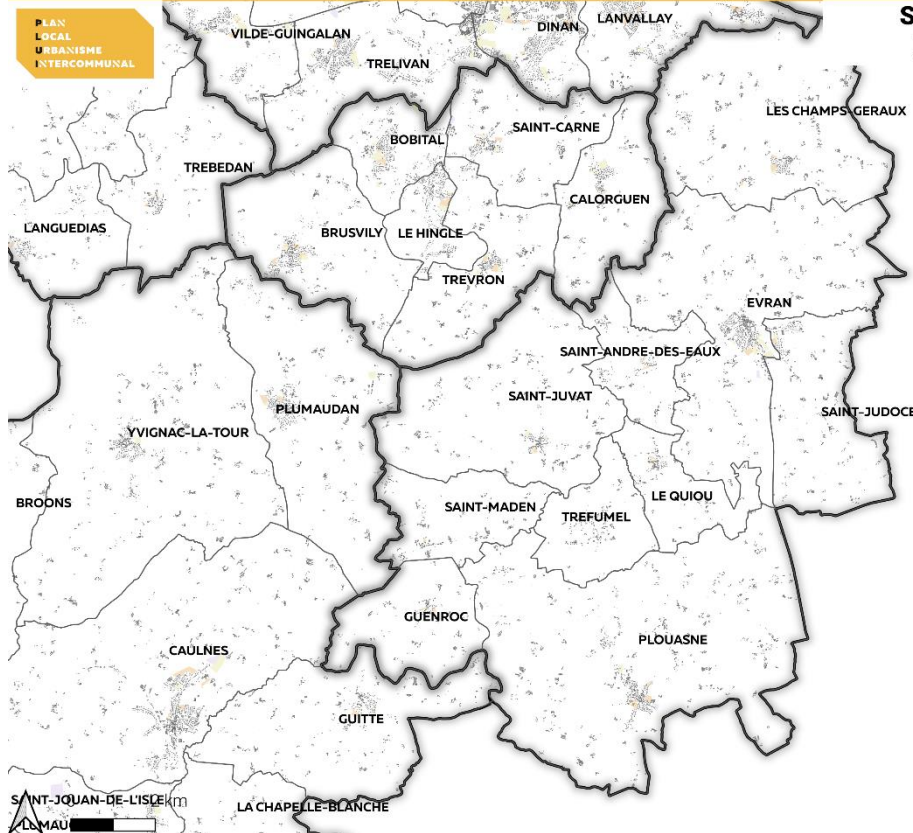 PLAN
LOCAL
URBANISME
INTERCOMMUNAL
S
VILDE-GUINGALAN
DINAN
LANVALLAY
TRELIVAN
LES CHAMPS-GERAUX
SAINT-CARNE
BOBITAL
TREBEDAN
CALORGUEN
LANGUEDIAS
BRUSVILY
LE HINGLE
TREVRON
EVRAN
SAINT-ANDRE-DES-EAUX
SAINT-JUVAT
PLUMAUDAN
SAINT-JUDOCE
YVIGNAC-LA-TOUR
BROONS
LE QUIOU
SAINT-MADEN
TREFUMEL
GUENROC
PLOUASNE
CAULNES
GUITTE
SAINT-JOUAN-DE-L'ISLE
km
LA CHAPELLE-BLANCHE